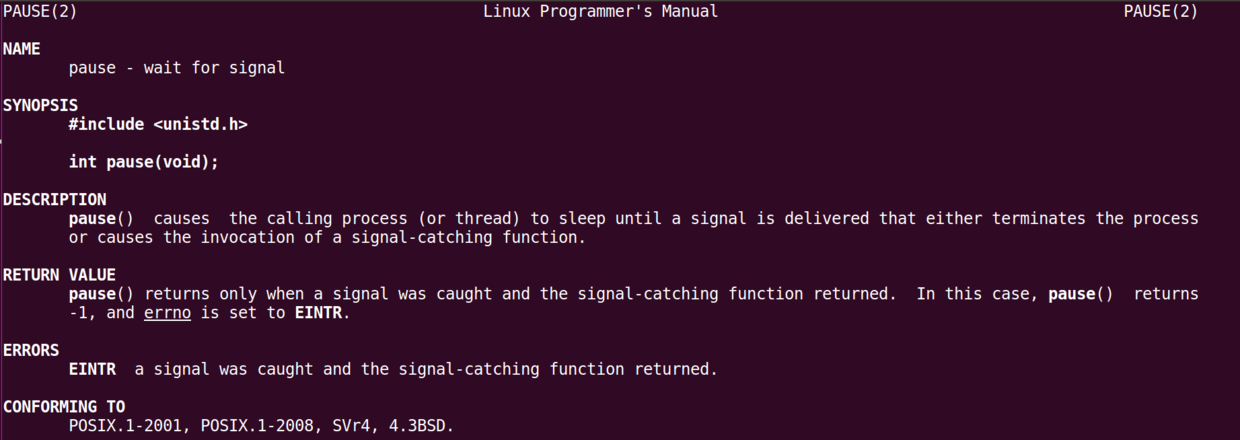 PAUSE(2) Linux Programmer's Manual PAUSE(2)
NAME
pause - wait for signal
SYNOPSIS
#include <unistd.h>
int pause(void);
DESCRIPTION
pause() causes the calling process (or thread) to sleep until a signal is delivered that either terminates the process
or causes the invocation of a signal-catching function.
RETURN VALUE
pause() returns only when a signal was caught and the signal-catching function returned. In this case, pause() returns
-1, and errno is set to EINTR.
ERRORS
EINTR a signal was caught and the signal-catching function returned.
CONFORMING TO
POSIX.1-2001, POSIX.1-2008, SVr4, 4.3BSD.